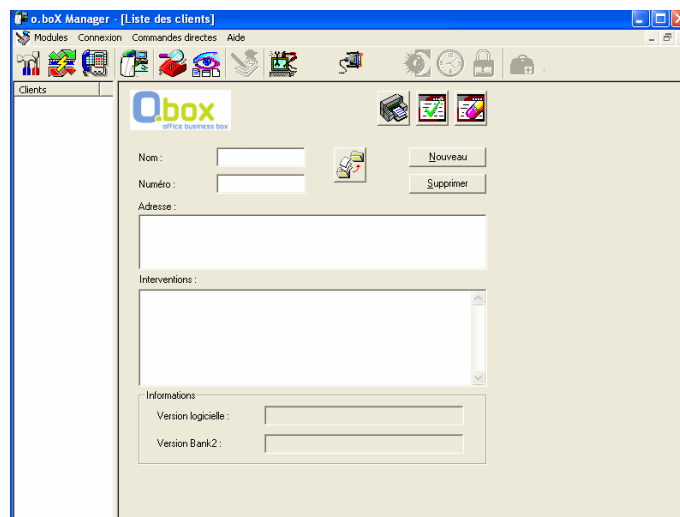 o.boX Manager - [Liste des clients]
Modules Connexion Commandes directes Aide
Clients
O.box
office business box
Nom :
Nouveau
Numéro :
Supprimer
Adresse :
Interventions :
Informations
Version logicielle :
Version Bank2 :